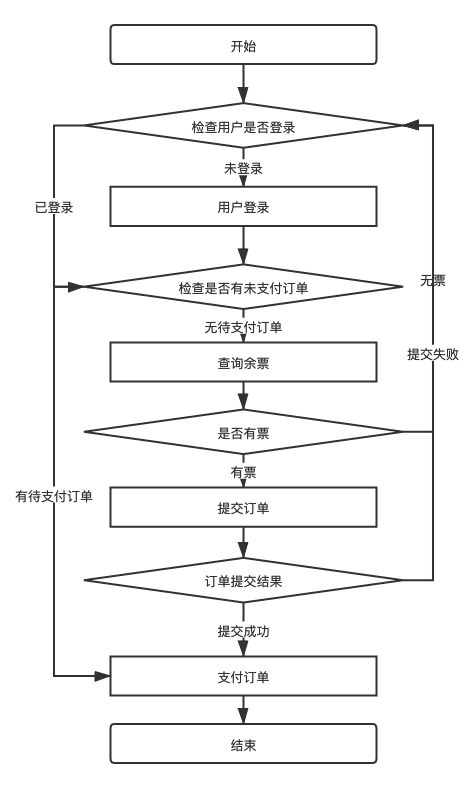 开始
检查用户是否登录
未登录
已登录
用户登录
无票
检查是否有未支付订单
无待支付订单
提交失败
查询余票
是否有票
有票
有待支付订单
提交订单
订单提交结果
提交成功
支付订单
结束